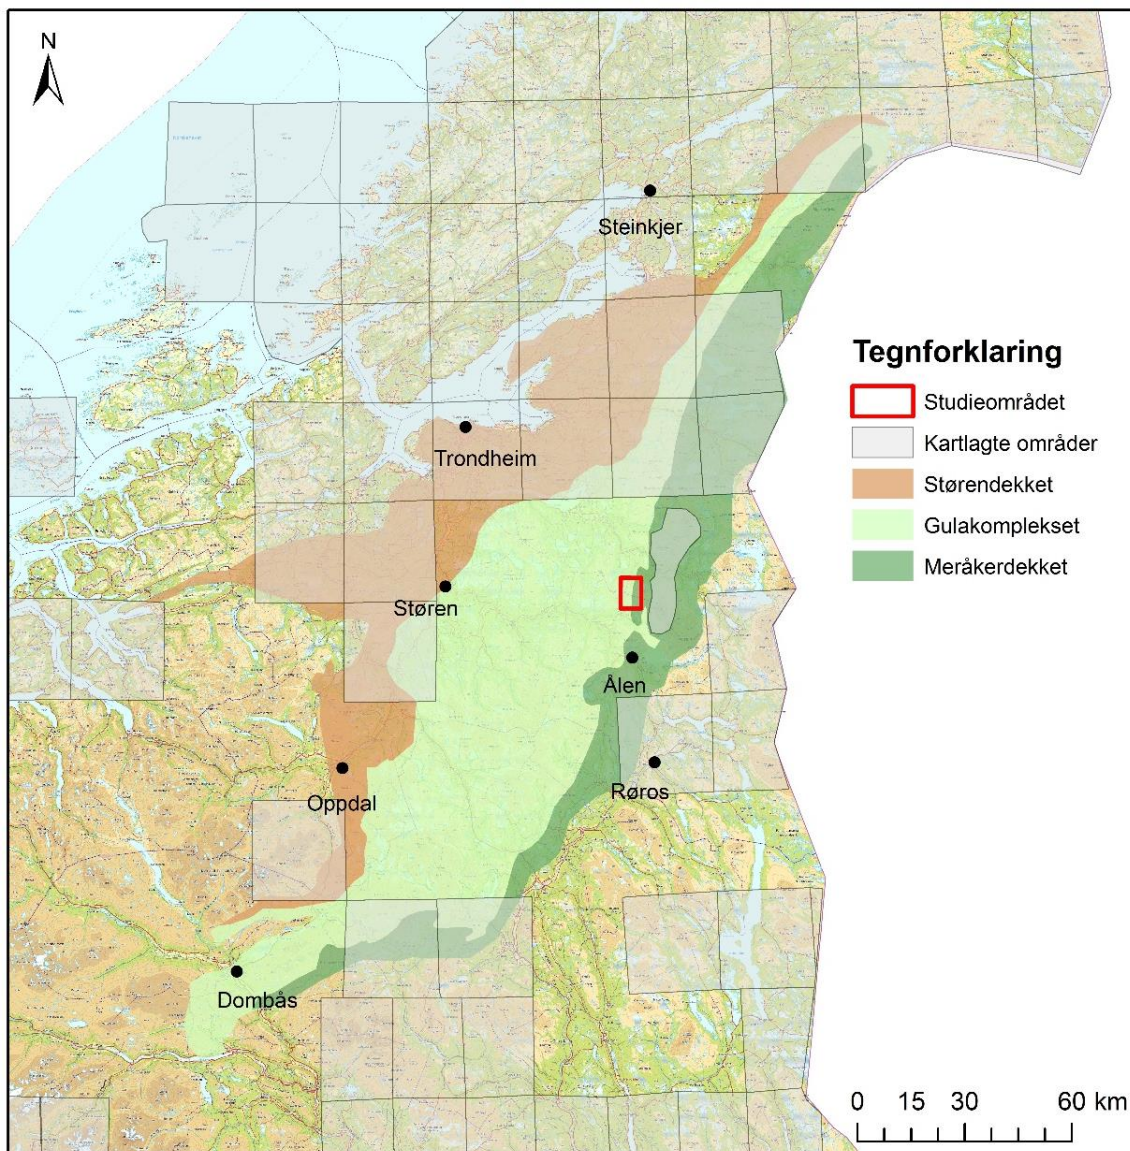 N
Steinkjer
Trondheim
Støren
Ålen
Oppdal
Røros
Dombås
Tegnforklaring
Studieområdet
Kartlagte områder
Størendekket
Gulakomplekset
Meråkerdekket
0 15 30 60 km